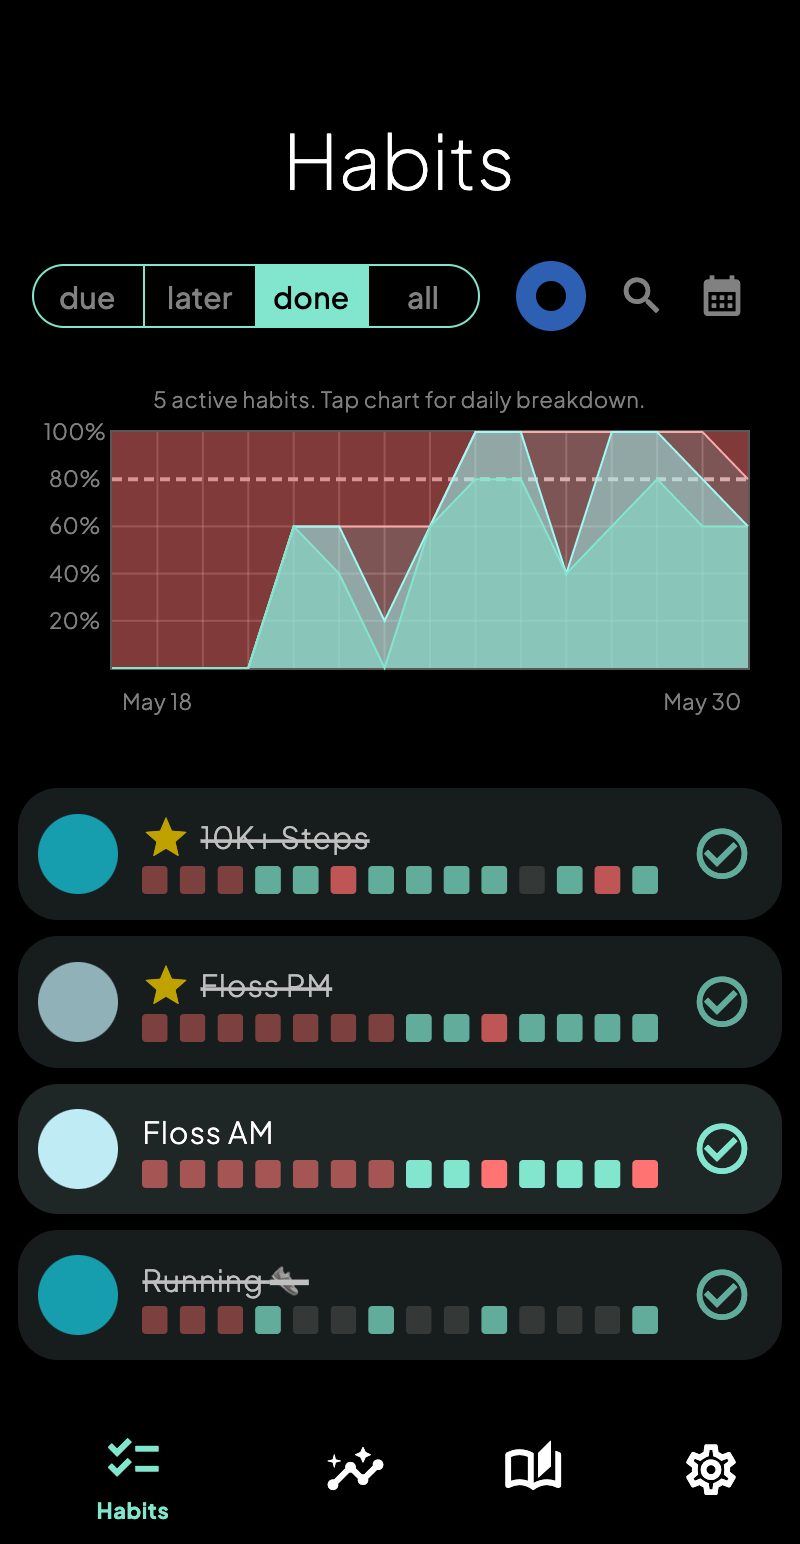 Habits
due later done all
5 active habits. Tap chart for daily breakdown.
100%
80%
60%
40%
20%
May 18 May 30
10K+ Steps
Floss PM
Floss AM
Running
Habits